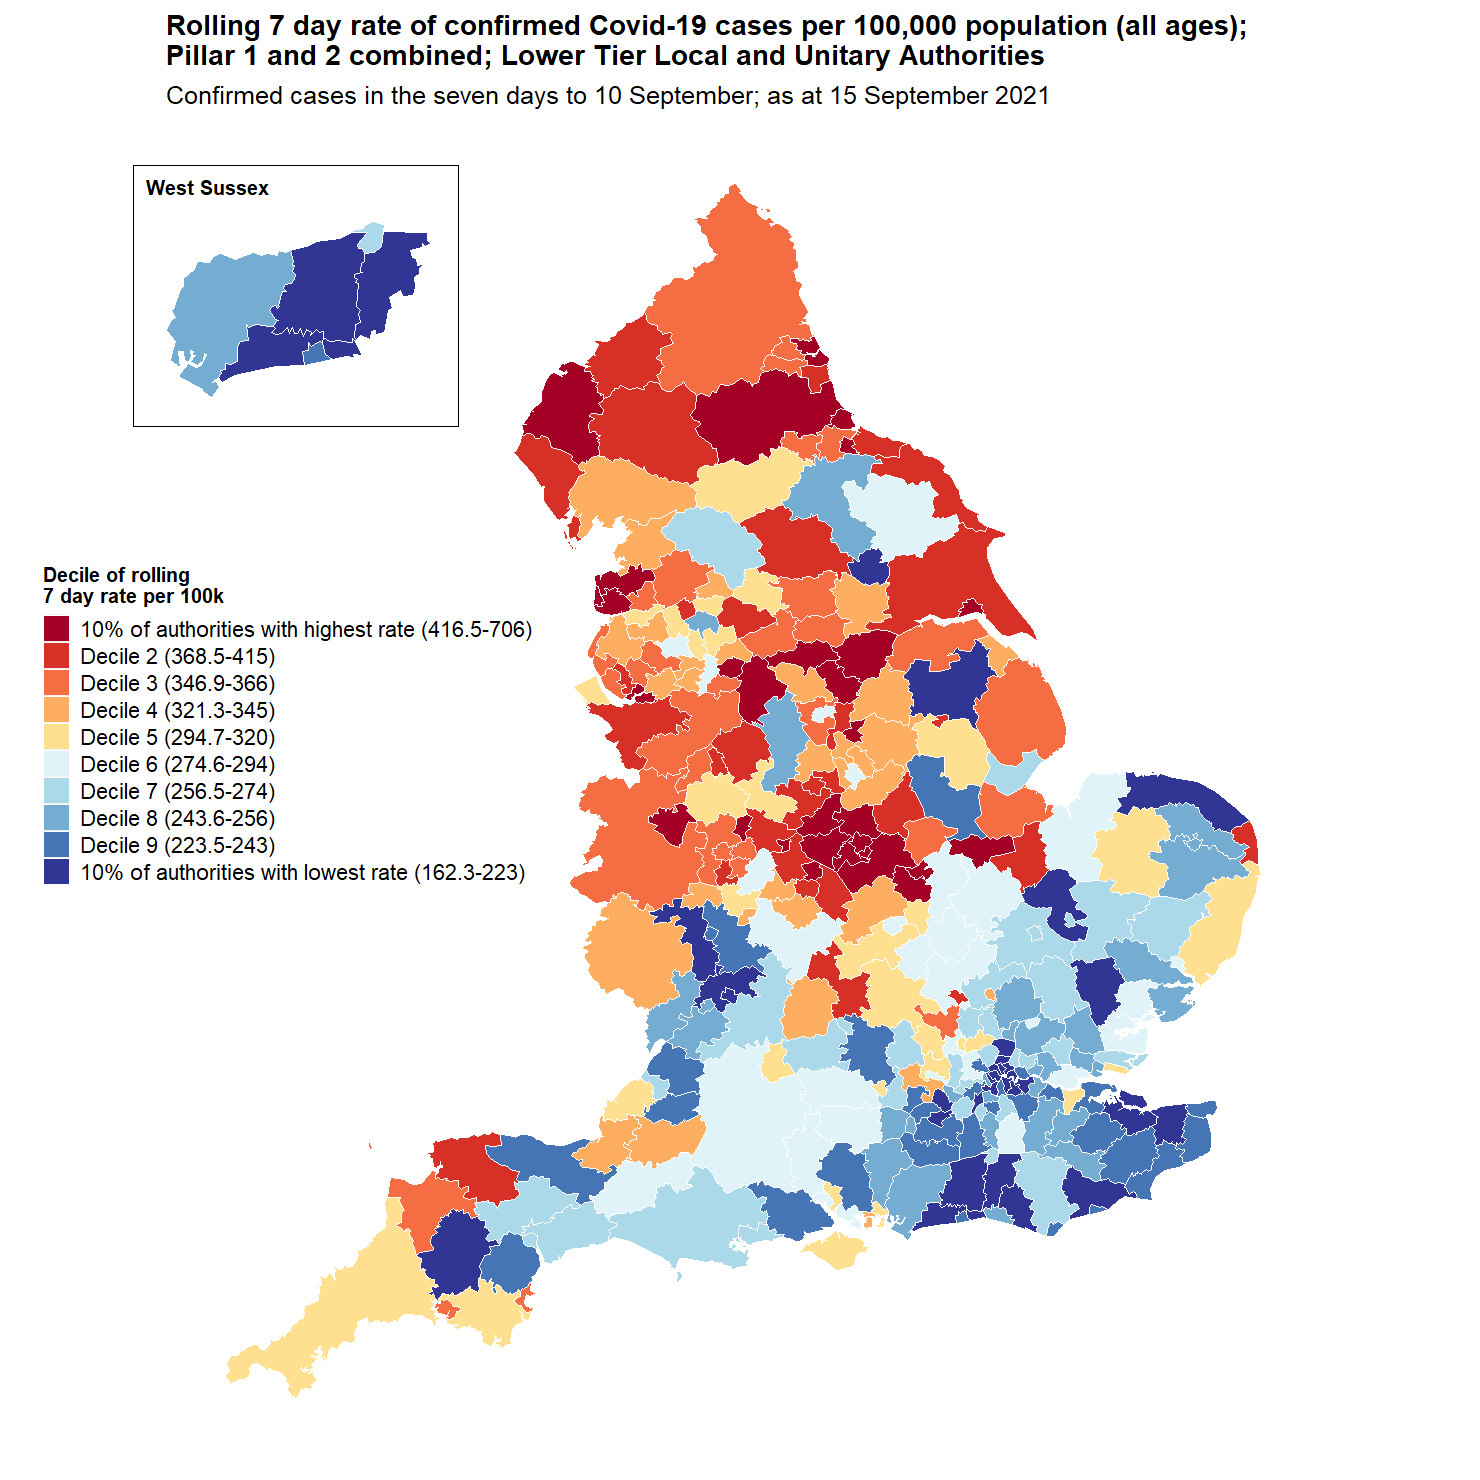 Rolling 7 day rate of confirmed Covid-19 cases per 100,000 population (all ages);
Pillar 1 and 2 combined; Lower Tier Local and Unitary Authorities
Confirmed cases in the seven days to 10 September; as at 15 September 2021
West Sussex
Decile of rolling
7 day rate per 100k
10% of authorities with highest rate (416.5-706)
Decile 2 (368.5-415)
Decile 3 (346.9-366)
Decile 4 (321.3-345)
Decile 5 (294.7-320)
Decile 6 (274.6-294)
Decile 7 (256.5-274)
Decile 8 (243.6-256)
Decile 9 (223.5-243)
10% of authorities with lowest rate (162.3-223)